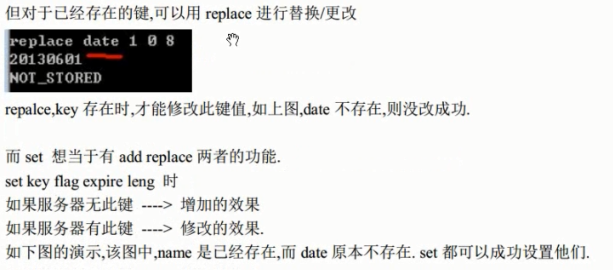 但对于已经存在的键,可以用 replace 进行替换/更改
replace date 1 0 8
20130601
NOT_STORED
repalce,key 存在时,才能修改此键值,如上图,date 不存在,则没改成功.
而 set 想当于有 add replace 两者的功能.
set key flag expire leng 时
如果服务器无此键 ----> 增加的效果
如果服务器有此键 ----> 修改的效果.
如下图的演示,该图中,name 是已经存在,而 date 原本不存在. set 都可以成功设置他们.